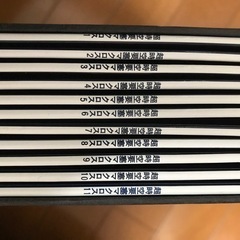 超時空要塞マクロス1
超時空要塞マクロス2
超時空要塞マクロス3
超時空要塞マクロス4
超時空要塞マクロス5
超時空要塞マクロス6
超時空要塞マクロス7
超時空要塞マクロス8
超時空要塞マクロス9
超時空要塞マクロス10
超時空要塞マクロス11